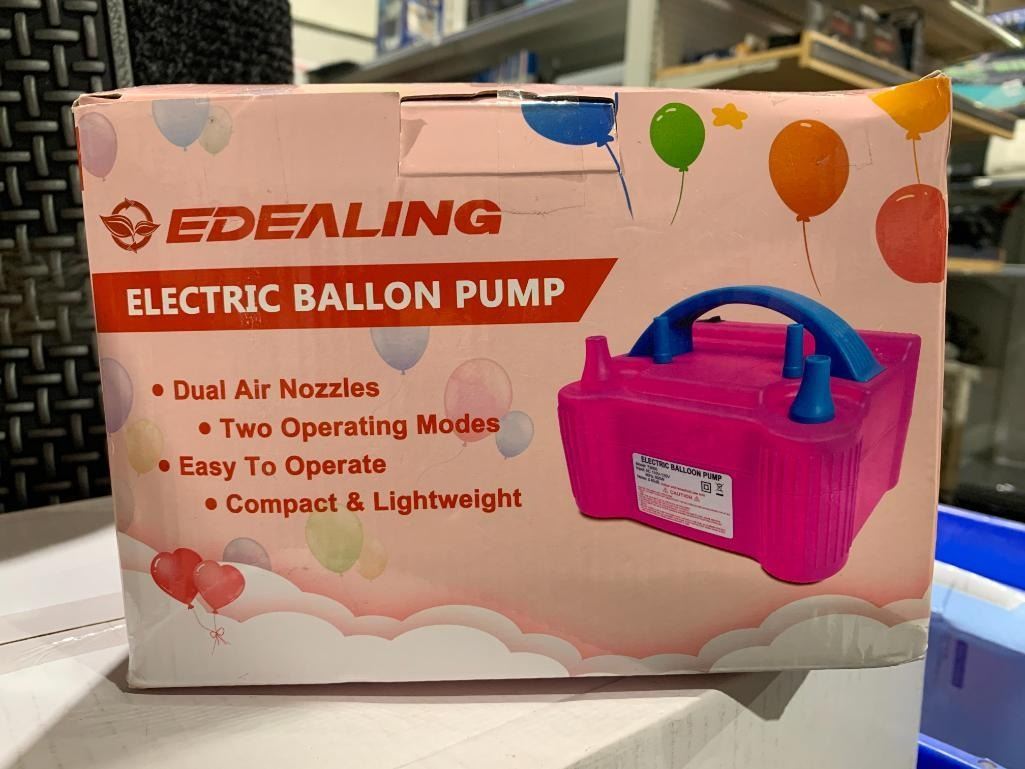 EDEALING
ELECTRIC BALLON PUMP
• Dual Air Nozzles
• Two Operating Modes
• Easy To Operate
• Compact & Lightweight
ELECTRIC BALLOON PUMP
CAUTION